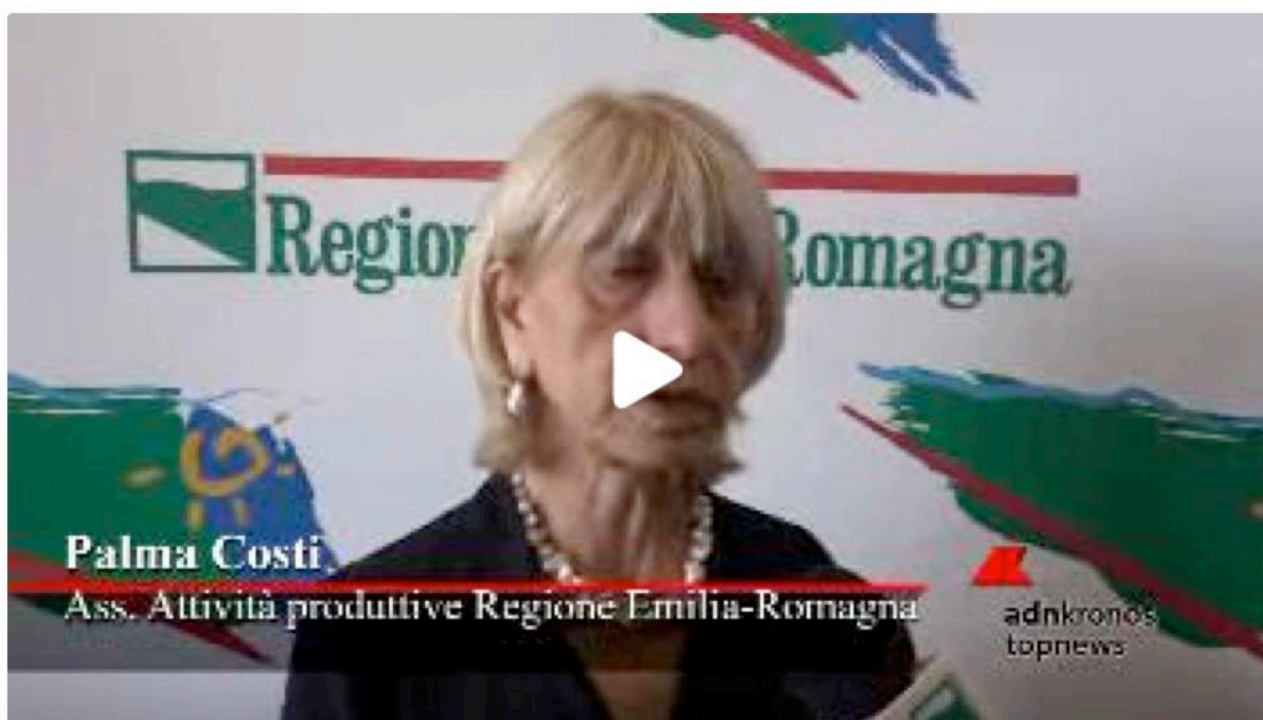 Regio Romagna
Palma Costi
Ass. Attività produttive Regione Emilia-Romagna
adnkronos
topnews